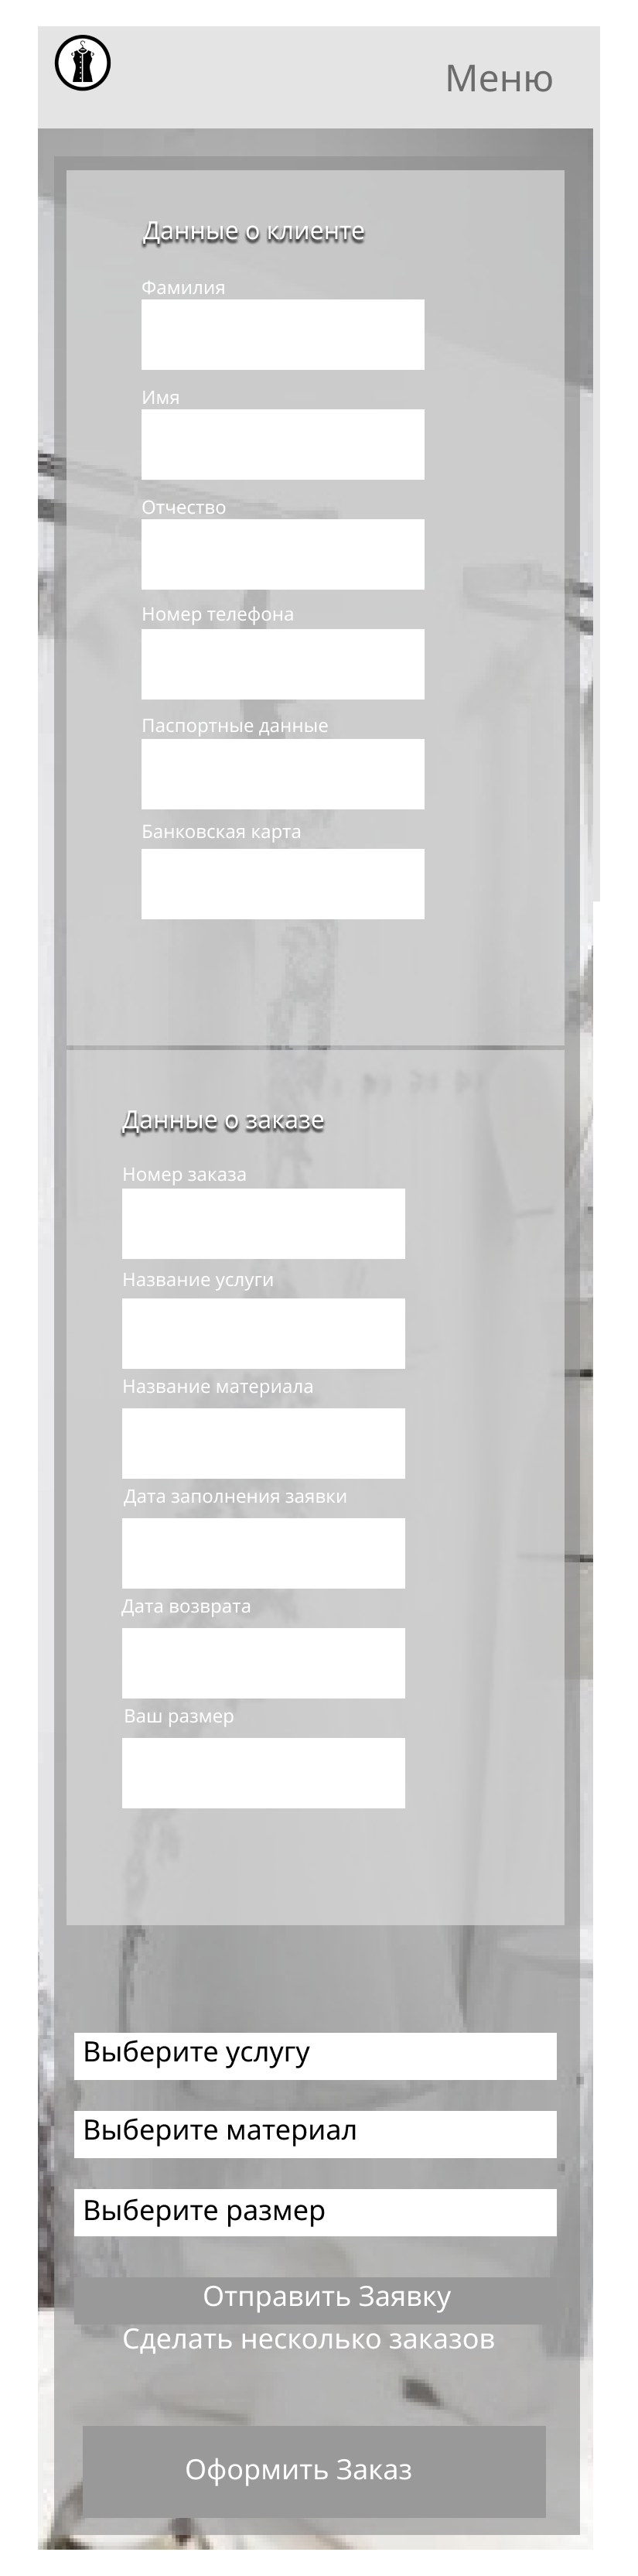 Меню
Данные о клиенте
Фамилия
Имя
Отчество
Номер телефона
Паспортные данные
Банковская карта
Данные о заказе
Номер заказа
Название услуги
Название материала
Дата заполнения заявки
Дата возврата
Ваш размер
Выберите услугу
Выберите материал
Выберите размер
Отправить Заявку
Сделать несколько заказов
Оформить Заказ